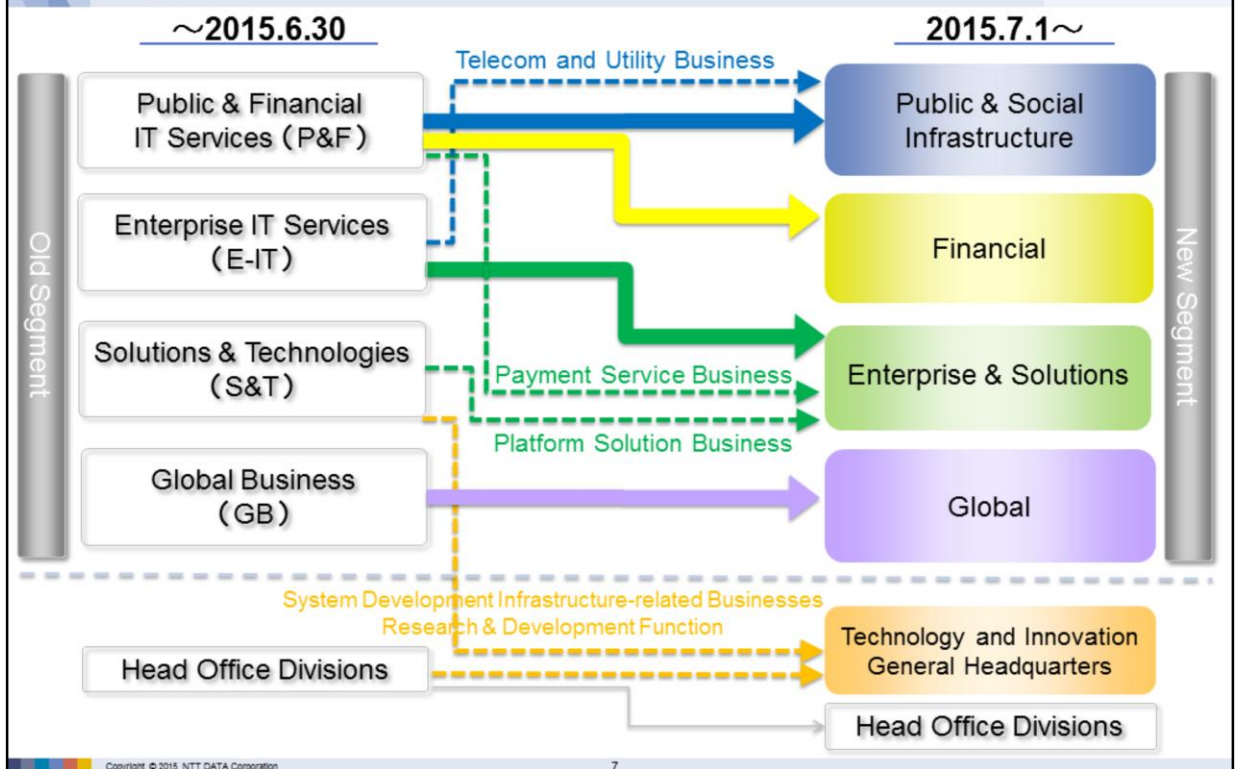 ～2015.6.30
2015.7.1～
Old Segment
Public & Financial
IT Services（P&F）
Enterprise IT Services
（E-IT）
Solutions & Technologies
（S&T）
Global Business
（GB）
Head Office Divisions
Telecom and Utility Business
Payment Service Business
Platform Solution Business
System Development Infrastructure-related Businesses
Research & Development Function
Public & Social
Infrastructure
Financial
Enterprise & Solutions
Global
Technology and Innovation
General Headquarters
Head Office Divisions
New Segment
Copyright © 2015 NTT DATA Corporation
7